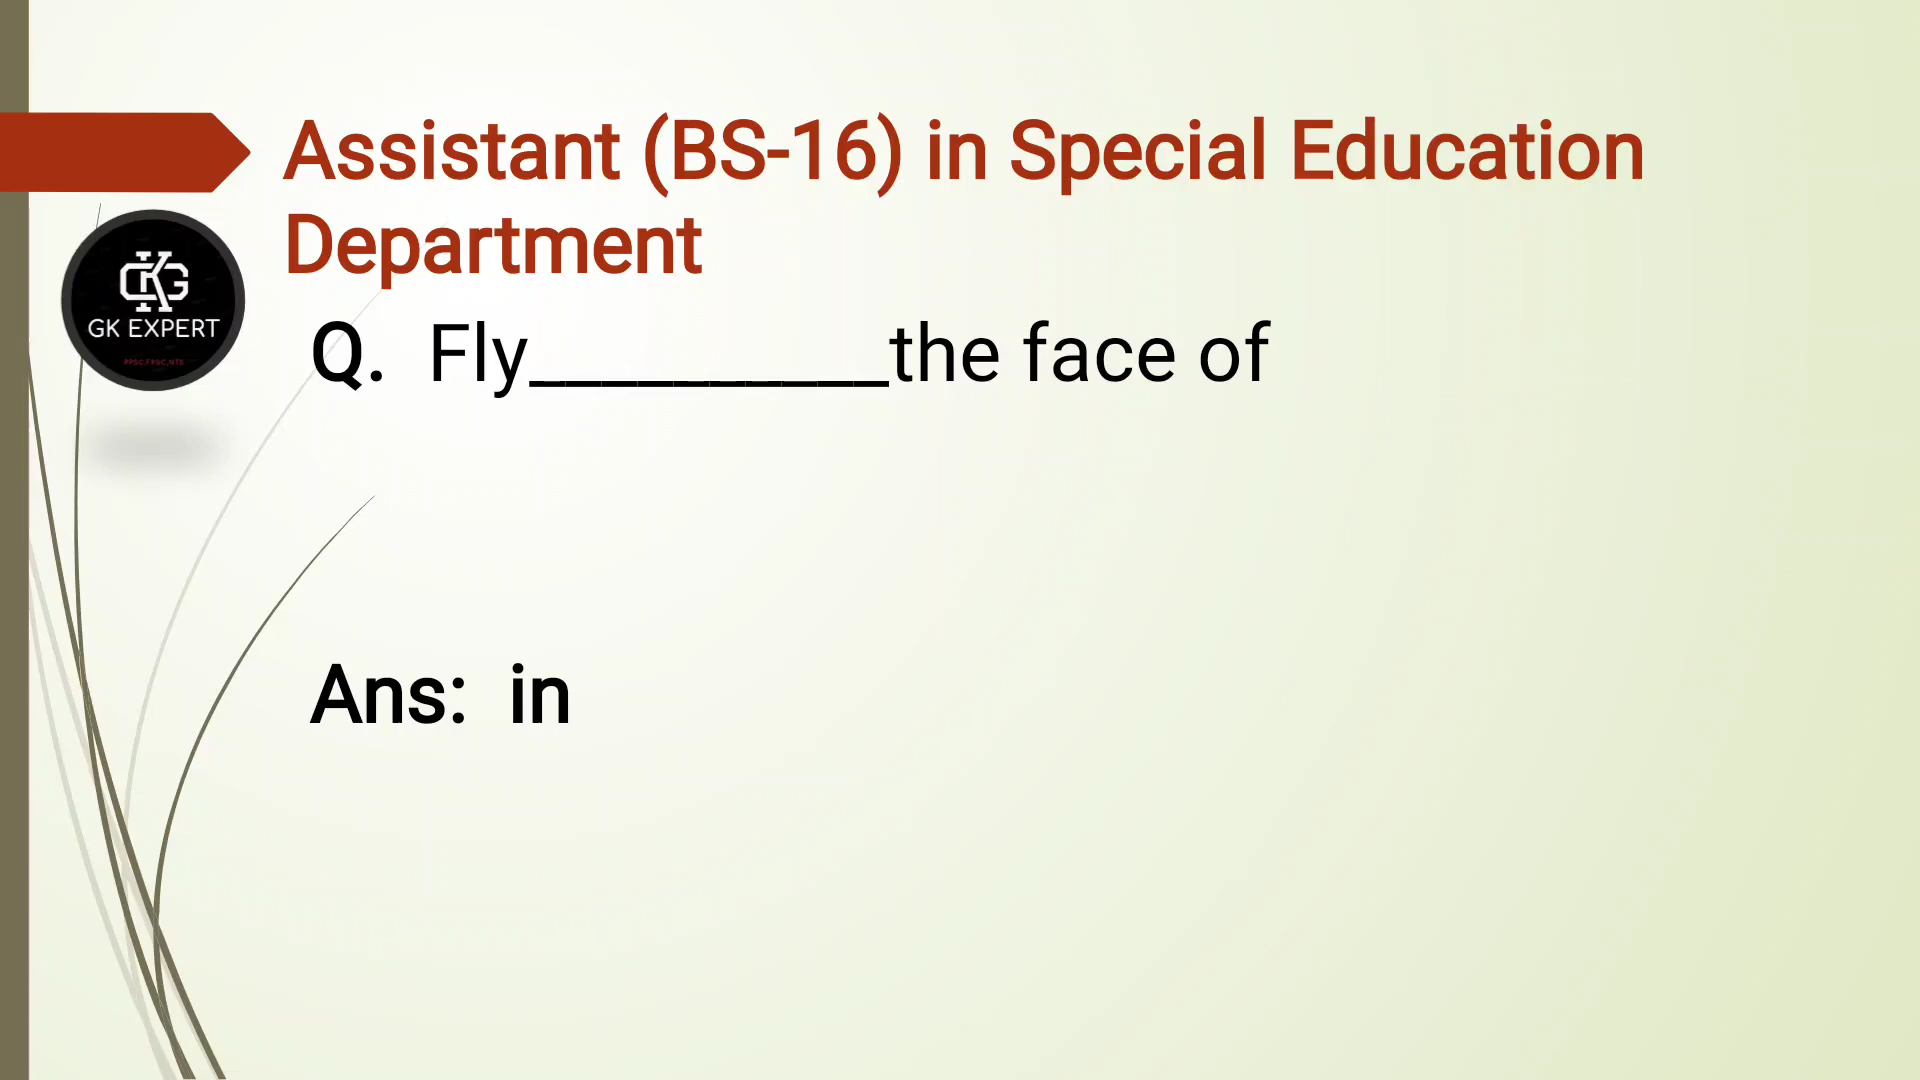 Assistant (BS-16) in Special Education
Department
GK EXPERT
PPSC,FPSC,NTS
Q. Fly__________the face of
Ans: in